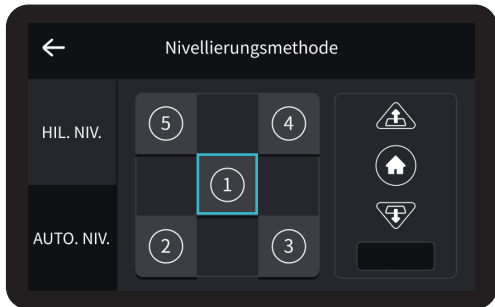 Nivellierungsmethode
HIL. NIV.
AUTO. NIV.
5 4
1
2 3